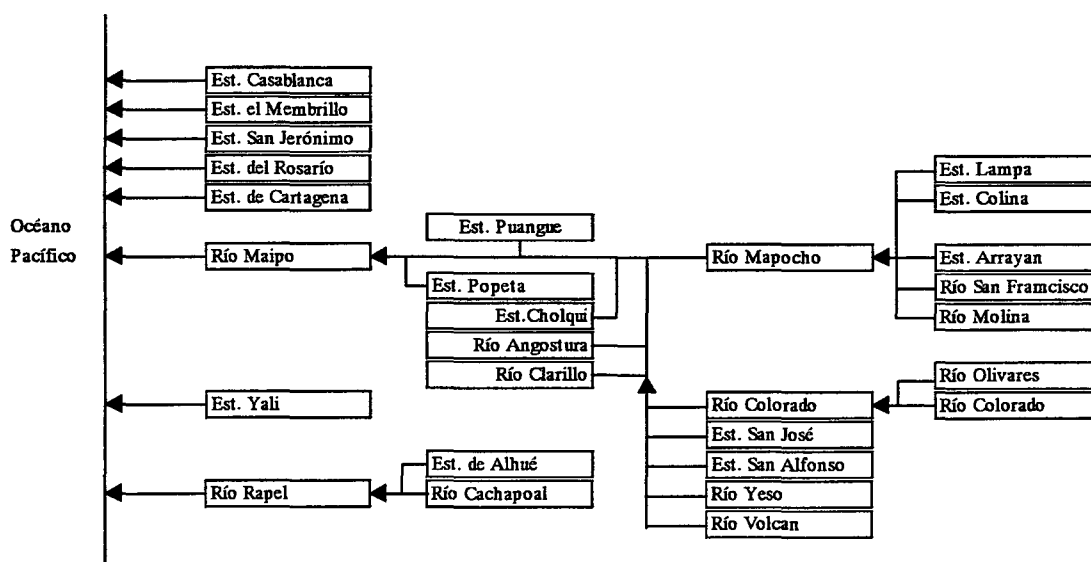 Est. Casablanca
Est. el Membrillo
Est. San Jerónimo
Est. del Rosarío
Est. de Cartagena
Océano
Pacífico
Río Maipo
Est. Yali
Río Rapel
Est. Puangue
Est. Popeta
Est.Cholqui
Río Angostura
Río Clarillo
Est. de Alhué
Río Cachapoal
Río Mapocho
Río Colorado
Est. San José
Est. San Alfonso
Río Yeso
Río Volcan
Est. Lampa
Est. Colina
Est. Arrayan
Río San Framcisco
Río Molina
Río Olivares
Río Colorado